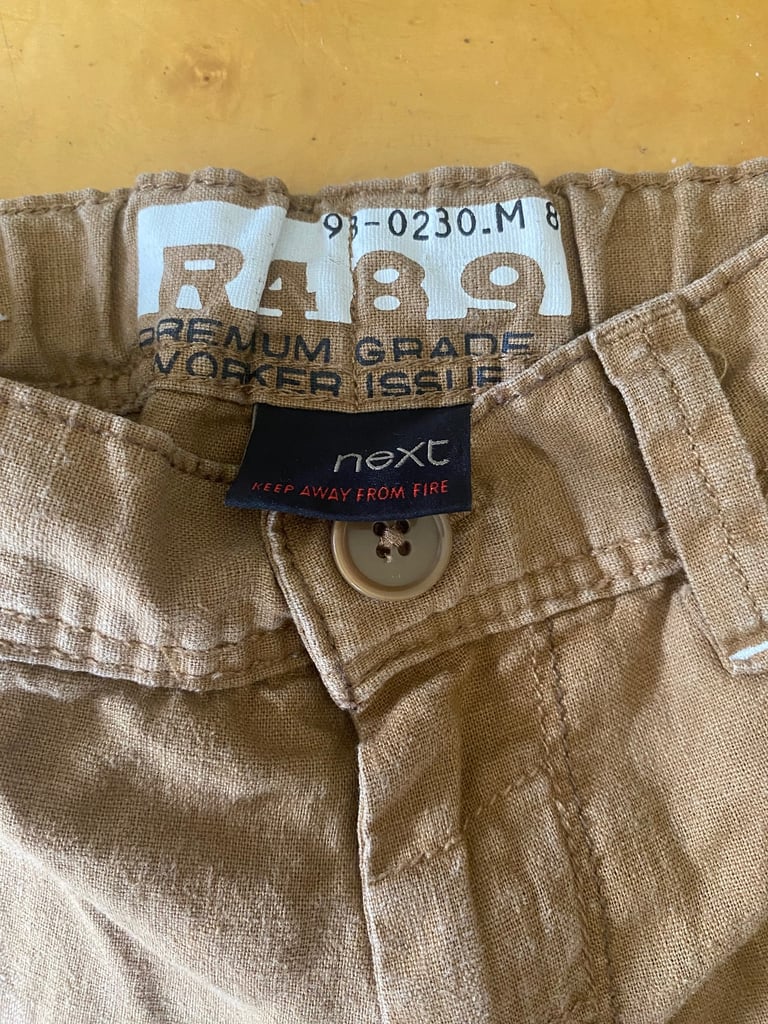 93-0230.M 8
R489
PREMIUM GRADE
WORKER ISSUE
next
KEEP AWAY FROM FIRE